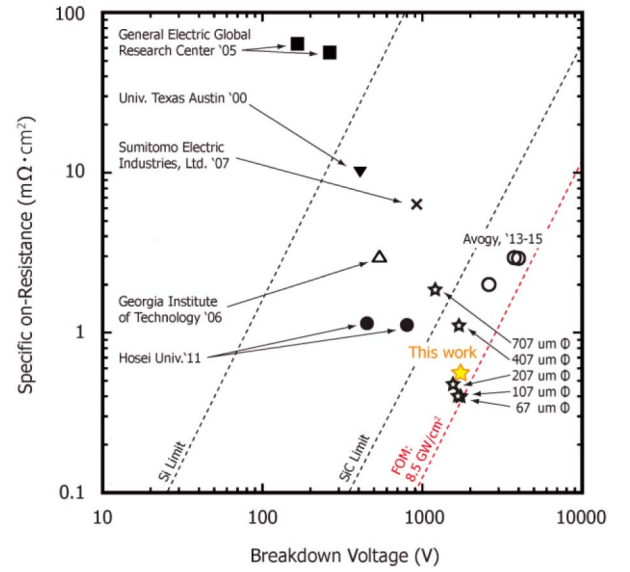 Specific on-Resistance (mΩ·cm²)
100
10
1
0.1
General Electric Global
Research Center ‘05
Univ. Texas Austin ‘00
Sumitomo Electric
Industries, Ltd. ‘07
Avogy, ‘13-15
Georgia Institute
of Technology ‘06
Hosei Univ.‘11
This work
707 um Φ
407 um Φ
207 um Φ
107 um Φ
67 um Φ
Si Limit
SiC Limit
FOM:
8.5 GW/cm²
10
100
1000
10000
Breakdown Voltage (V)